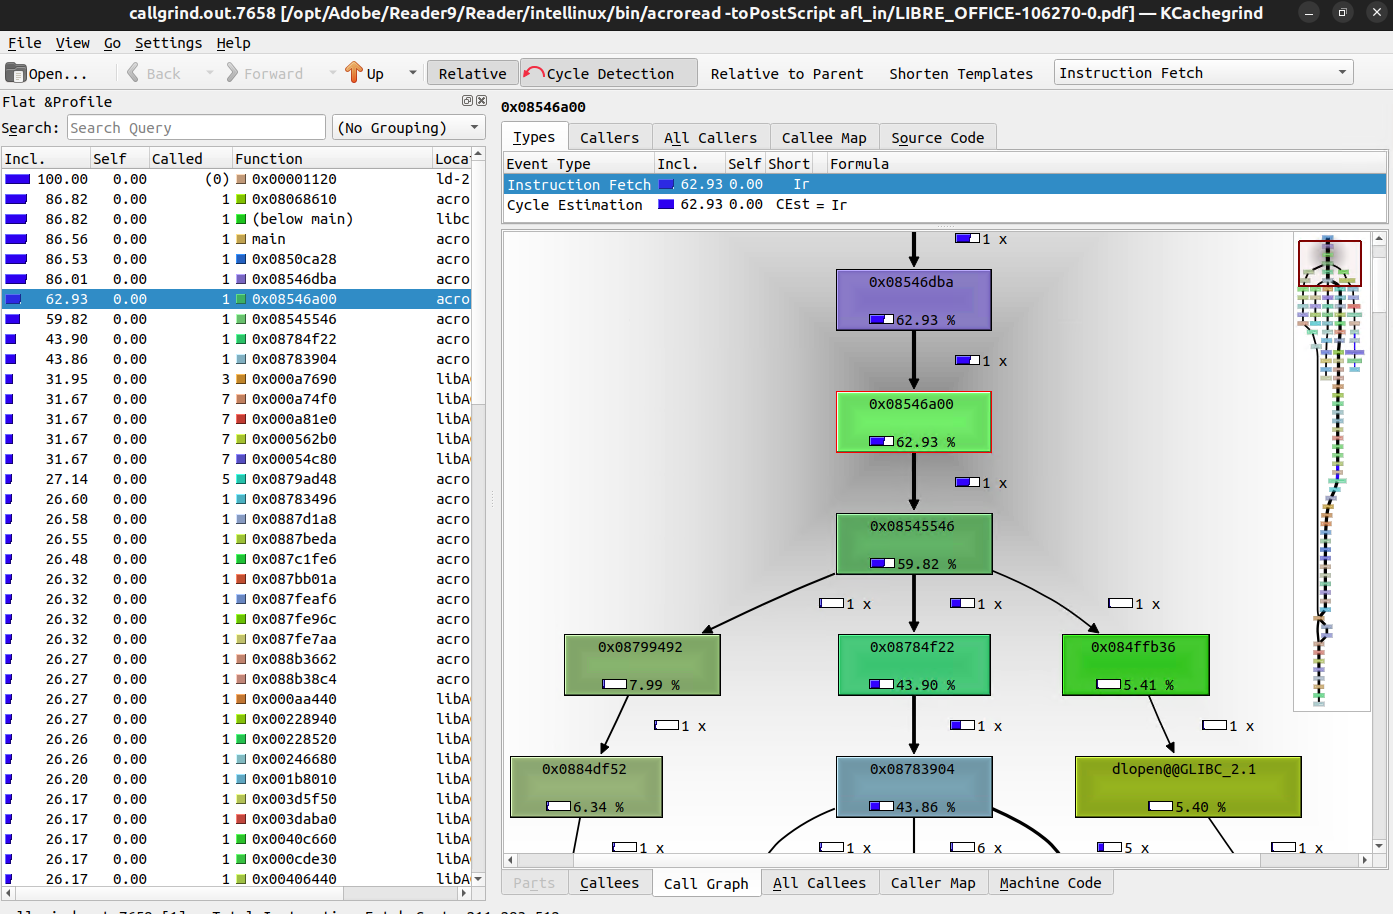 callgrind.out.7658 [/opt/Adobe/Reader9/Reader/intellinux/bin/acroread -toPostScript afl_in/LIBRE_OFFICE-106270-0.pdf] — KCachegrind
File View Go Settings Help
Open... Back Forward Up Relative Cycle Detection Relative to Parent Shorten Templates Instruction Fetch
Flat &Profile
Search: Search Query (No Grouping)
Incl. Self Called Function Loca
100.00 0.00 (0) 0x00001120 ld-2
86.82 0.00 1 0x08068610 acro
86.82 0.00 1 (below main) libc
86.56 0.00 1 main acro
86.53 0.00 1 0x0850ca28 acro
86.01 0.00 1 0x08546dba acro
62.93 0.00 1 0x08546a00 acro
59.82 0.00 1 0x08545546 acro
43.90 0.00 1 0x08784f22 acro
43.86 0.00 1 0x08783904 acro
31.95 0.00 3 0x000a7690 libA
31.67 0.00 7 0x000a74f0 libA
31.67 0.00 7 0x000a81e0 libA
31.67 0.00 7 0x000562b0 libA
31.67 0.00 7 0x00054c80 libA
27.14 0.00 5 0x0879ad48 acro
26.60 0.00 1 0x08783496 acro
26.58 0.00 1 0x0887d1a8 acro
26.55 0.00 1 0x0887beda acro
26.48 0.00 1 0x087c1fe6 acro
26.32 0.00 1 0x087bb01a acro
26.32 0.00 1 0x087feaf6 acro
26.32 0.00 1 0x087fe96c acro
26.32 0.00 1 0x087fe7aa acro
26.27 0.00 1 0x088b3662 acro
26.27 0.00 1 0x088b38c4 acro
26.27 0.00 1 0x000aa440 libA
26.27 0.00 1 0x00228940 libA
26.26 0.00 1 0x00228520 libA
26.26 0.00 1 0x00246680 libA
26.20 0.00 1 0x001b8010 libA
26.17 0.00 1 0x003d5f50 libA
26.17 0.00 1 0x003daba0 libA
26.17 0.00 1 0x0040c660 libA
26.17 0.00 1 0x000cde30 libA
26.17 0.00 1 0x00406440 libA
0x08546a00
Types Callers All Callers Callee Map Source Code
Event Type Incl. Self Short Formula
Instruction Fetch 62.93 0.00 Ir
Cycle Estimation 62.93 0.00 CEst = Ir
1 x
0x08546dba
62.93 %
1 x
0x08546a00
62.93 %
1 x
0x08545546
59.82 %
1 x 1 x 1 x
0x08799492 0x08784f22 0x084ffb36
7.99 % 43.90 % 5.41 %
1 x 1 x 1 x
0x0884df52 0x08783904 dlopen@@GLIBC_2.1
6.34 % 43.86 % 5.40 %
1 x 1 x 6 x 5 x 1 x
Parts Callees Call Graph All Callees Caller Map Machine Code